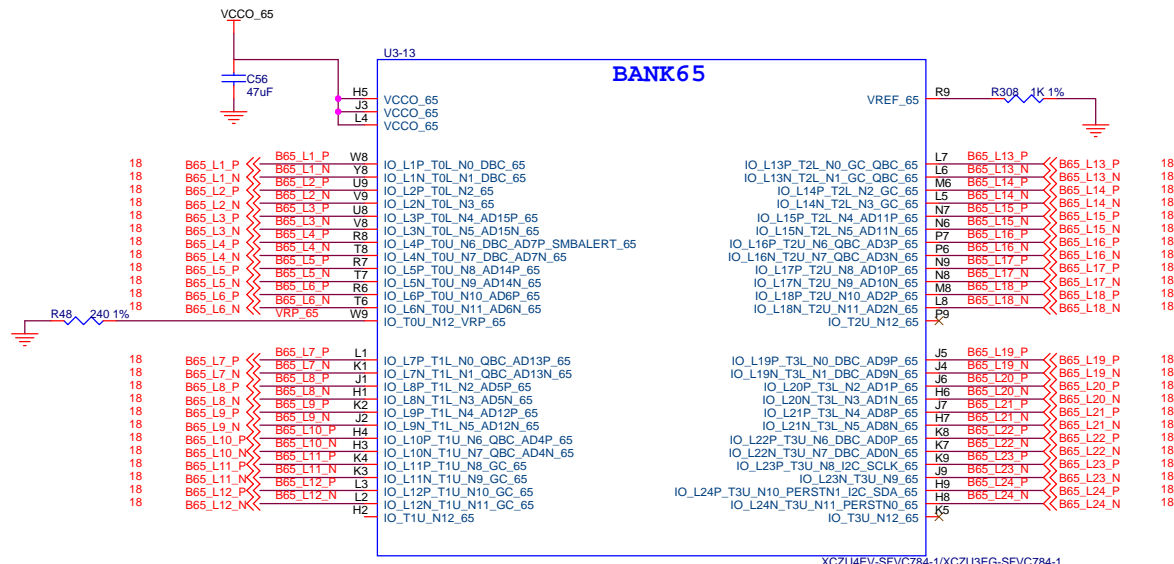 VCCO_65
U3-13
BANK65
C56
47uF
H5 VCCO_65
J3 VCCO_65
L4 VCCO_65
VREF_65 R9 R308 1K 1%
18 B65_L1_P B65_L1_P W8 IO_L1P_T0L_N0_DBC_65
18 B65_L1_N B65_L1_N Y8 IO_L1N_T0L_N1_DBC_65
18 B65_L2_P B65_L2_P U9 IO_L2P_T0L_N2_65
18 B65_L2_N B65_L2_N V9 IO_L2N_T0L_N3_65
18 B65_L3_P B65_L3_P U8 IO_L3P_T0L_N4_AD15P_65
18 B65_L3_N B65_L3_N V8 IO_L3N_T0L_N5_AD15N_65
18 B65_L4_P B65_L4_P R8 IO_L4P_T0U_N6_DBC_AD7P_SMBALERT_65
18 B65_L4_N B65_L4_N T8 IO_L4N_T0U_N7_DBC_AD7N_65
18 B65_L5_P B65_L5_P R7 IO_L5P_T0U_N8_AD14P_65
18 B65_L5_N B65_L5_N T7 IO_L5N_T0U_N9_AD14N_65
18 B65_L6_P B65_L6_P R6 IO_L6P_T0U_N10_AD6P_65
18 B65_L6_N B65_L6_N T6 IO_L6N_T0U_N11_AD6N_65
R48 240 1% VRP_65 W9 IO_T0U_N12_VRP_65
IO_L13P_T2L_N0_GC_QBC_65 L7 B65_L13_P B65_L13_P 18
IO_L13N_T2L_N1_GC_QBC_65 L6 B65_L13_N B65_L13_N 18
IO_L14P_T2L_N2_GC_65 M6 B65_L14_P B65_L14_P 18
IO_L14N_T2L_N3_GC_65 L5 B65_L14_N B65_L14_N 18
IO_L15P_T2L_N4_AD11P_65 N7 B65_L15_P B65_L15_P 18
IO_L15N_T2L_N5_AD11N_65 N6 B65_L15_N B65_L15_N 18
IO_L16P_T2U_N6_QBC_AD3P_65 P7 B65_L16_P B65_L16_P 18
IO_L16N_T2U_N7_QBC_AD3N_65 P6 B65_L16_N B65_L16_N 18
IO_L17P_T2U_N8_AD10P_65 N9 B65_L17_P B65_L17_P 18
IO_L17N_T2U_N9_AD10N_65 N8 B65_L17_N B65_L17_N 18
IO_L18P_T2U_N10_AD2P_65 M8 B65_L18_P B65_L18_P 18
IO_L18N_T2U_N11_AD2N_65 L8 B65_L18_N B65_L18_N 18
IO_T2U_N12_65 P9
18 B65_L7_P B65_L7_P L1 IO_L7P_T1L_N0_QBC_AD13P_65
18 B65_L7_N B65_L7_N K1 IO_L7N_T1L_N1_QBC_AD13N_65
18 B65_L8_P B65_L8_P J1 IO_L8P_T1L_N2_AD5P_65
18 B65_L8_N B65_L8_N H1 IO_L8N_T1L_N3_AD5N_65
18 B65_L9_P B65_L9_P K2 IO_L9P_T1L_N4_AD12P_65
18 B65_L9_N B65_L9_N J2 IO_L9N_T1L_N5_AD12N_65
18 B65_L10_P B65_L10_P H4 IO_L10P_T1U_N6_QBC_AD4P_65
18 B65_L10_N B65_L10_N H3 IO_L10N_T1U_N7_QBC_AD4N_65
18 B65_L11_P B65_L11_P K4 IO_L11P_T1U_N8_GC_65
18 B65_L11_N B65_L11_N K3 IO_L11N_T1U_N9_GC_65
18 B65_L12_P B65_L12_P L3 IO_L12P_T1U_N10_GC_65
18 B65_L12_N B65_L12_N L2 IO_L12N_T1U_N11_GC_65
H2 IO_T1U_N12_65
IO_L19P_T3L_N0_DBC_AD9P_65 J5 B65_L19_P B65_L19_P 18
IO_L19N_T3L_N1_DBC_AD9N_65 J4 B65_L19_N B65_L19_N 18
IO_L20P_T3L_N2_AD1P_65 J6 B65_L20_P B65_L20_P 18
IO_L20N_T3L_N3_AD1N_65 H6 B65_L20_N B65_L20_N 18
IO_L21P_T3L_N4_AD8P_65 J7 B65_L21_P B65_L21_P 18
IO_L21N_T3L_N5_AD8N_65 H7 B65_L21_N B65_L21_N 18
IO_L22P_T3U_N6_DBC_AD0P_65 K8 B65_L22_P B65_L22_P 18
IO_L22N_T3U_N7_DBC_AD0N_65 K7 B65_L22_N B65_L22_N 18
IO_L23P_T3U_N8_I2C_SCLK_65 K9 B65_L23_P B65_L23_P 18
IO_L23N_T3U_N9_65 J9 B65_L23_N B65_L23_N 18
IO_L24P_T3U_N10_PERSTN1_I2C_SDA_65 H9 B65_L24_P B65_L24_P 18
IO_L24N_T3U_N11_PERSTN0_65 H8 B65_L24_N B65_L24_N 18
IO_T3U_N12_65 K5
XCZU4EV-SFVC784-1/XCZU3EG-SFVC784-1